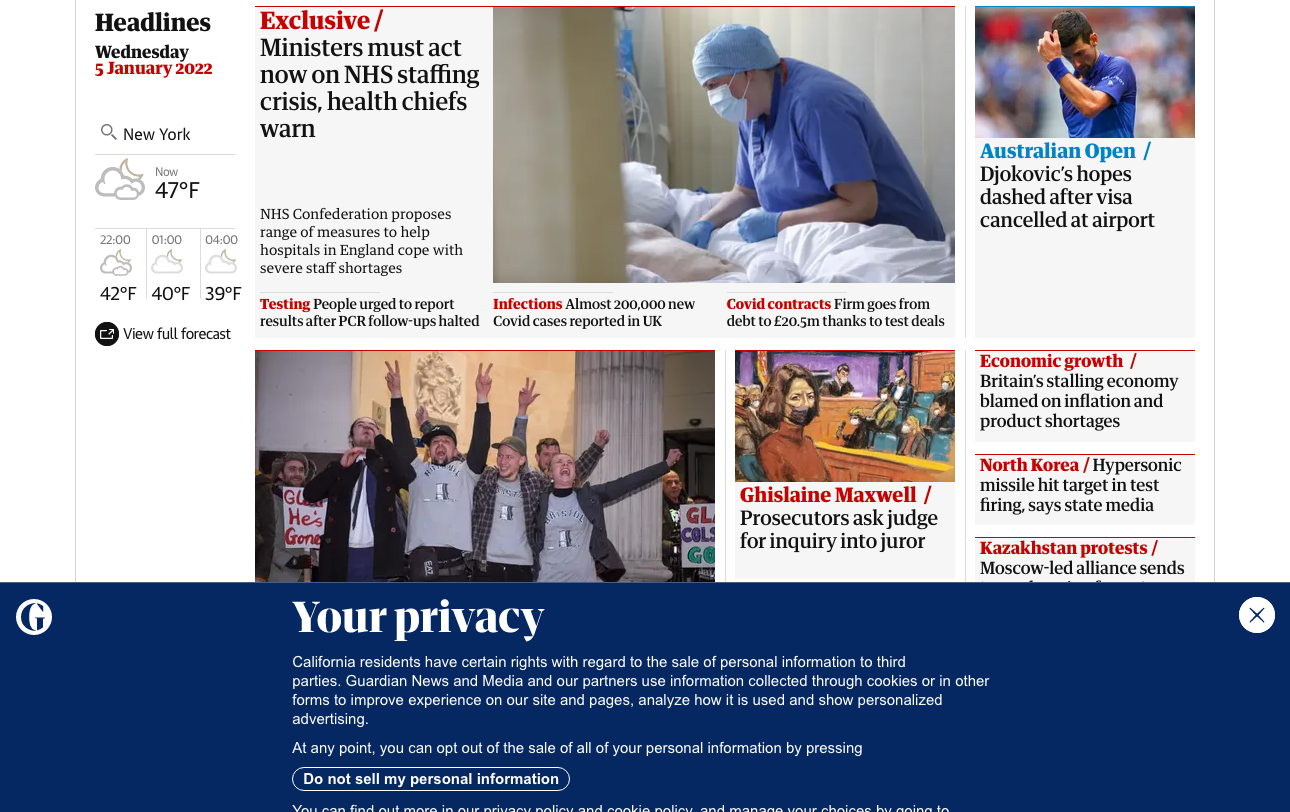 Headlines
Wednesday
5 January 2022
New York
Now
47°F
22:00
01:00
04:00
42°F
40°F
39°F
View full forecast
Exclusive /
Ministers must act
now on NHS staffing
crisis, health chiefs
warn
NHS Confederation proposes
range of measures to help
hospitals in England cope with
severe staff shortages
Testing People urged to report
results after PCR follow-ups halted
Infections Almost 200,000 new
Covid cases reported in UK
Covid contracts Firm goes from
debt to £20.5m thanks to test deals
Australian Open /
Djokovic’s hopes
dashed after visa
cancelled at airport
He's
Gone
BRISTOL
Ghislaine Maxwell /
Prosecutors ask judge
for inquiry into juror
Economic growth /
Britain’s stalling economy
blamed on inflation and
product shortages
North Korea / Hypersonic
missile hit target in test
firing, says state media
Kazakhstan protests /
Moscow-led alliance sends
G
Your privacy
California residents have certain rights with regard to the sale of personal information to third
parties. Guardian News and Media and our partners use information collected through cookies or in other
forms to improve experience on our site and pages, analyze how it is used and show personalized
advertising.
At any point, you can opt out of the sale of all of your personal information by pressing
Do not sell my personal information
You can find out more in our privacy policy and cookie policy, and manage your choices by going to